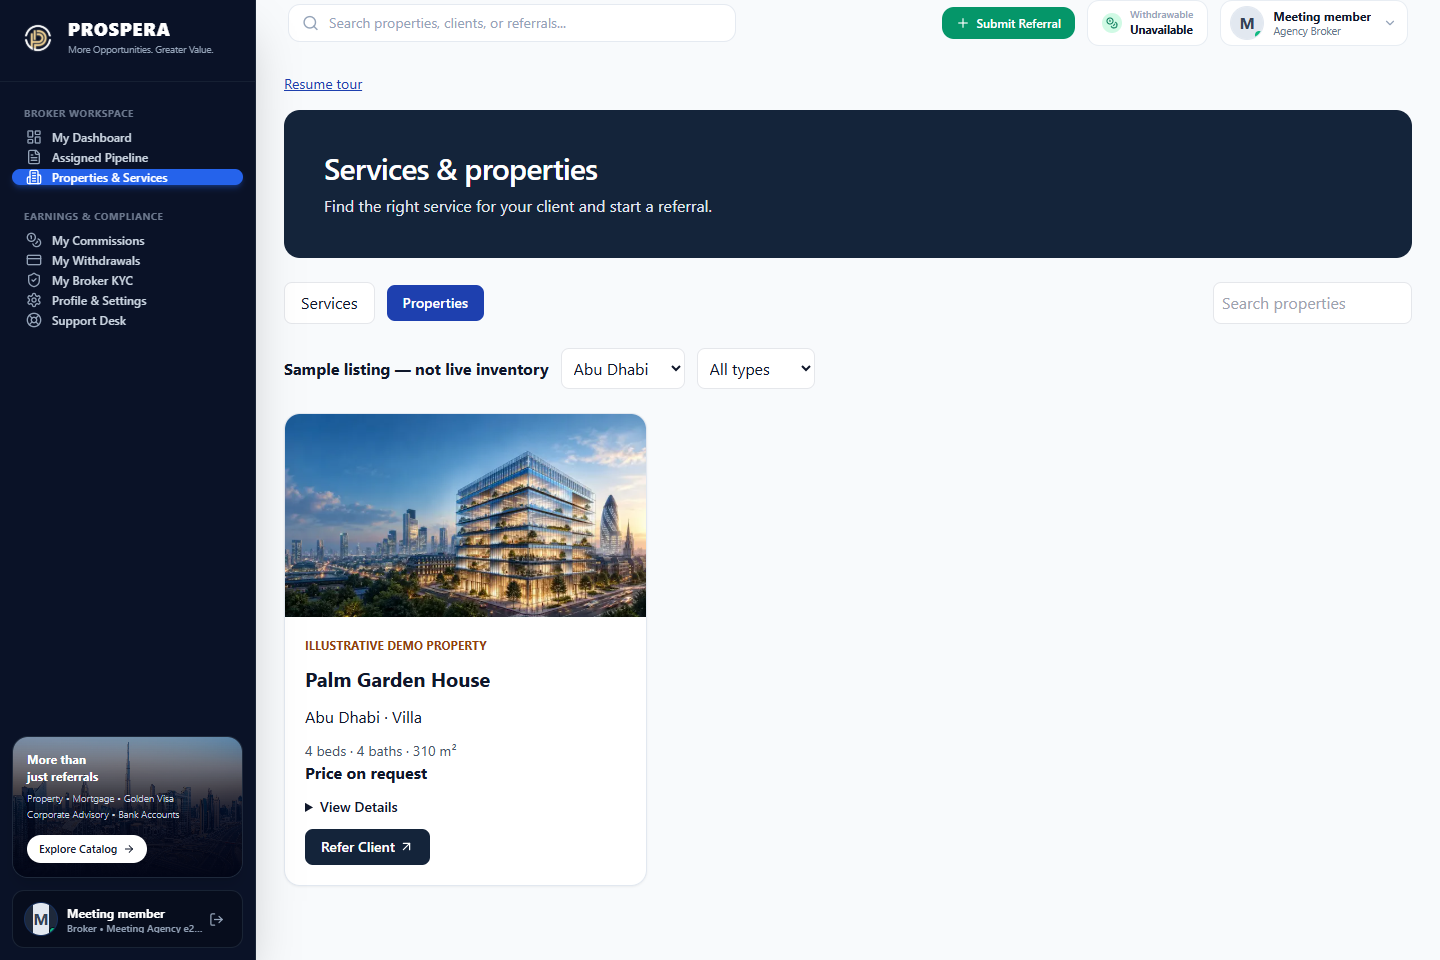 PROSPERA
More Opportunities. Greater Value.
BROKER WORKSPACE
My Dashboard
Assigned Pipeline
Properties & Services
EARNINGS & COMPLIANCE
My Commissions
My Withdrawals
My Broker KYC
Profile & Settings
Support Desk
More than
just referrals
Property • Mortgage • Golden Visa
Corporate Advisory • Bank Accounts
Explore Catalog
M
Meeting member
Broker • Meeting Agency e2...
Search properties, clients, or referrals...
Submit Referral
Withdrawable
Unavailable
M
Meeting member
Agency Broker
Resume tour
Services & properties
Find the right service for your client and start a referral.
Services
Properties
Search properties
Sample listing — not live inventory
Abu Dhabi
All types
ILLUSTRATIVE DEMO PROPERTY
Palm Garden House
Abu Dhabi · Villa
4 beds · 4 baths · 310 m²
Price on request
View Details
Refer Client